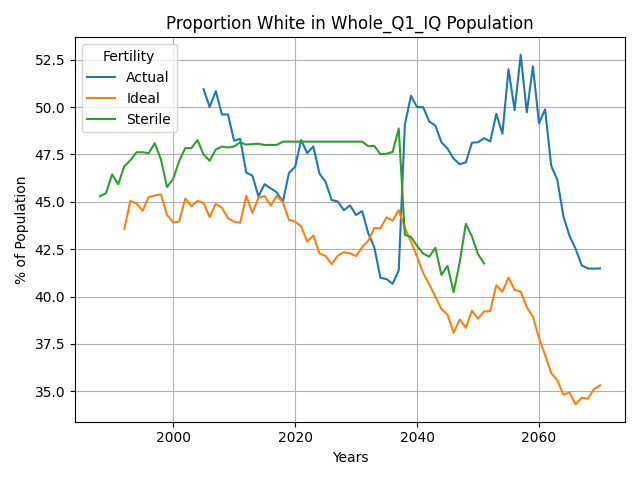 Proportion White in Whole_Q1_IQ Population
Fertility
Actual
Ideal
Sterile
52.5
50.0
47.5
45.0
42.5
40.0
37.5
35.0
% of Population
2000
2020
2040
2060
Years